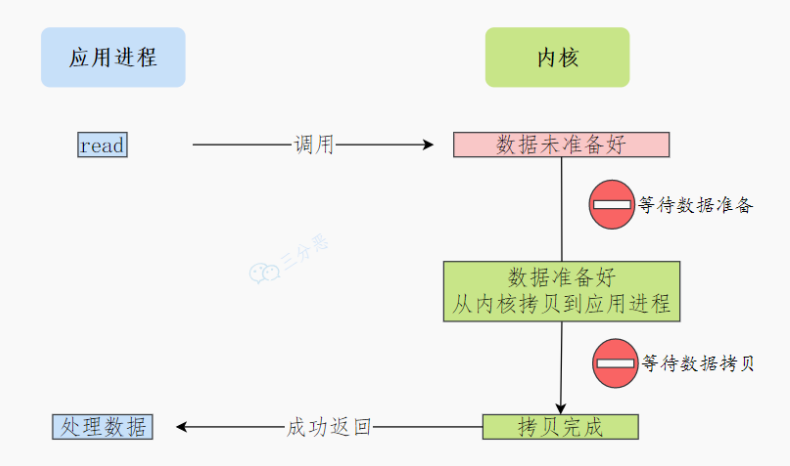 应用进程
内核
read
调用
数据未准备好
等待数据准备
三分恶
数据准备好
从内核拷贝到应用进程
等待数据拷贝
处理数据
成功返回
拷贝完成